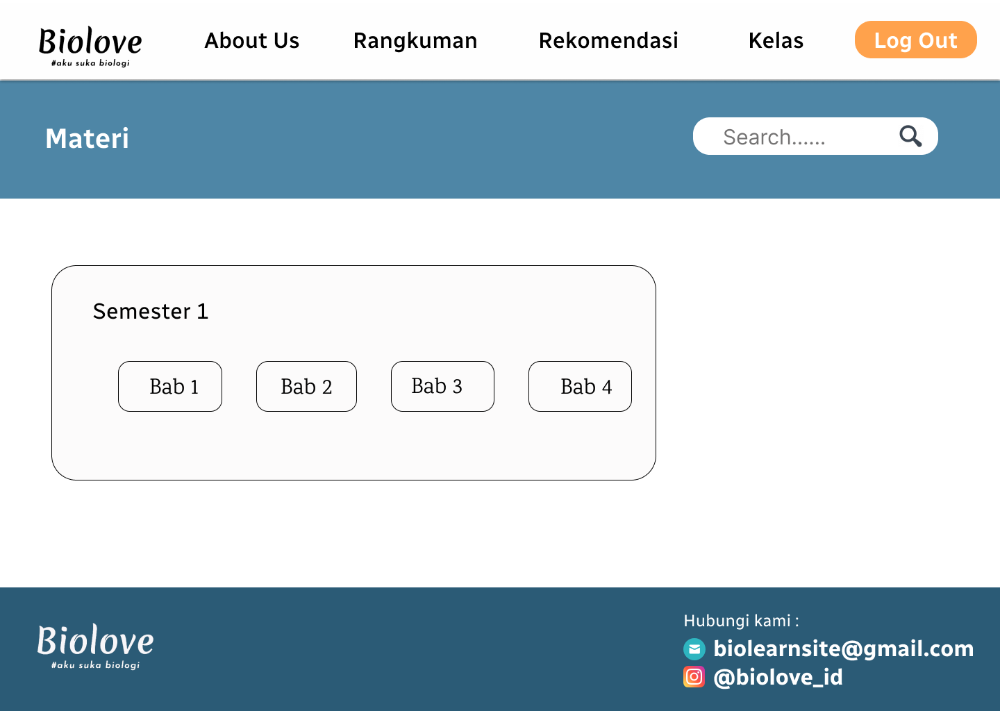 Biolove
#aku suka biologi
About Us
Rangkuman
Rekomendasi
Kelas
Log Out
Materi
Search......
Semester 1
Bab 1
Bab 2
Bab 3
Bab 4
Biolove
#aku suka biologi
Hubungi kami :
biolearnsite@gmail.com
@biolove_id